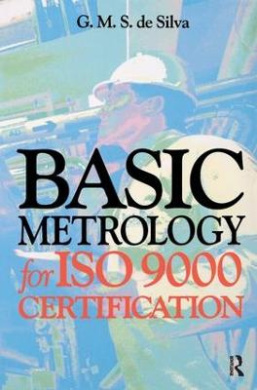 G. M. S. de Silva
BASIC
METROLOGY
for ISO 9000
CERTIFICATION
R